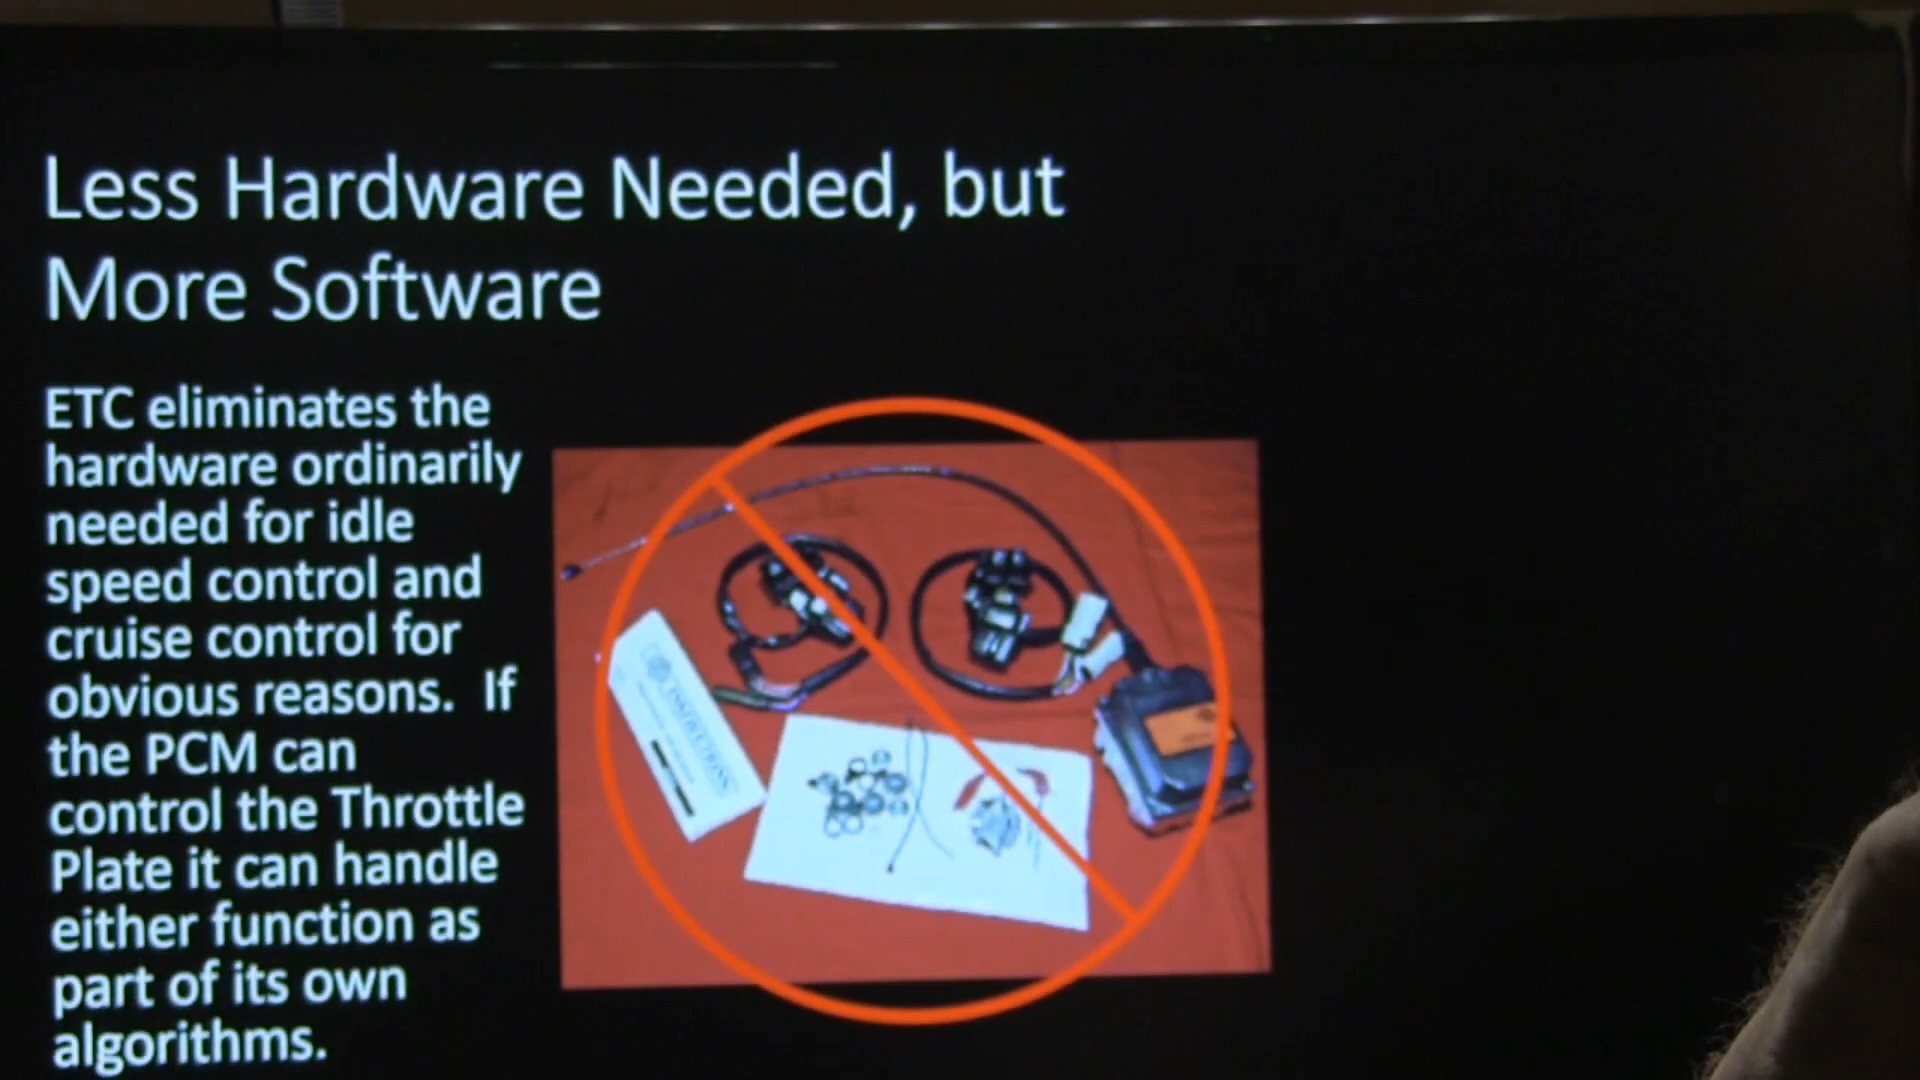 Less Hardware Needed, but
More Software
ETC eliminates the
hardware ordinarily
needed for idle
speed control and
cruise control for
obvious reasons. If
the PCM can
control the Throttle
Plate it can handle
either function as
part of its own
algorithms.
INSTRUCTIONS